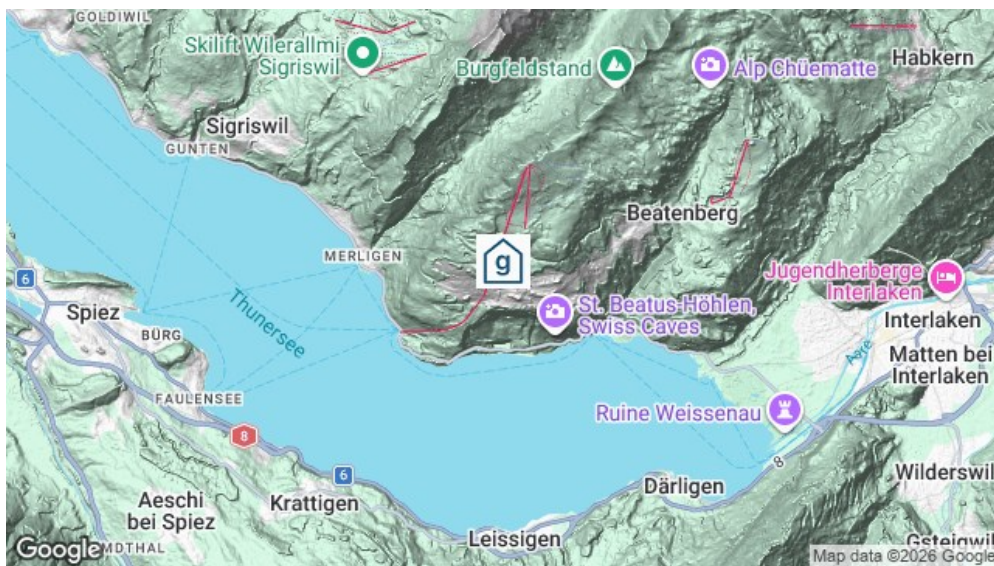 GOLDIWIL
Skilift Wilerallmi
Sigriswil
Burgfeldstand
Alp Chüematte
Habkern
Sigriswil
GUNTEN
Beatenberg
MERLIGEN
g
Jugendherberge
Interlaken
6
Thunersee
St. Beatus-Höhlen,
Swiss Caves
Spiez
BÜRG
Interlaken
Aare
Matten bei
Interlaken
FAULENSEE
Ruine Weissenau
8
6
8
Wilderswil
Därligen
Aeschi
bei Spiez
Krattigen
Leissigen
Gsteigwil
Google
MDTHAL
Map data ©2026 Google